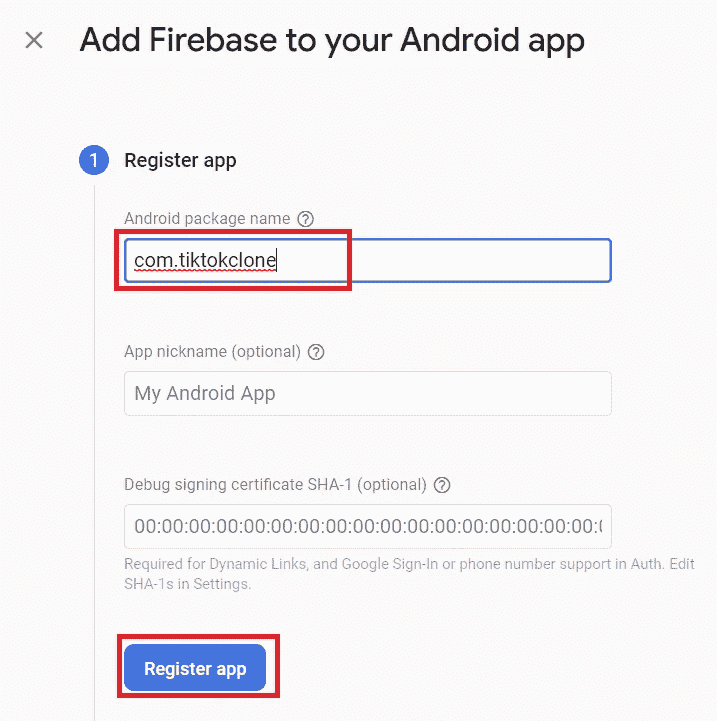 Add Firebase to your Android app
1 Register app
Android package name ?
com.tiktokclone
App nickname (optional) ?
My Android App
Debug signing certificate SHA-1 (optional) ?
00:00:00:00:00:00:00:00:00:00:00:00:00:00:00:00:00:
Required for Dynamic Links, and Google Sign-In or phone number support in Auth. Edit
SHA-1s in Settings.
Register app